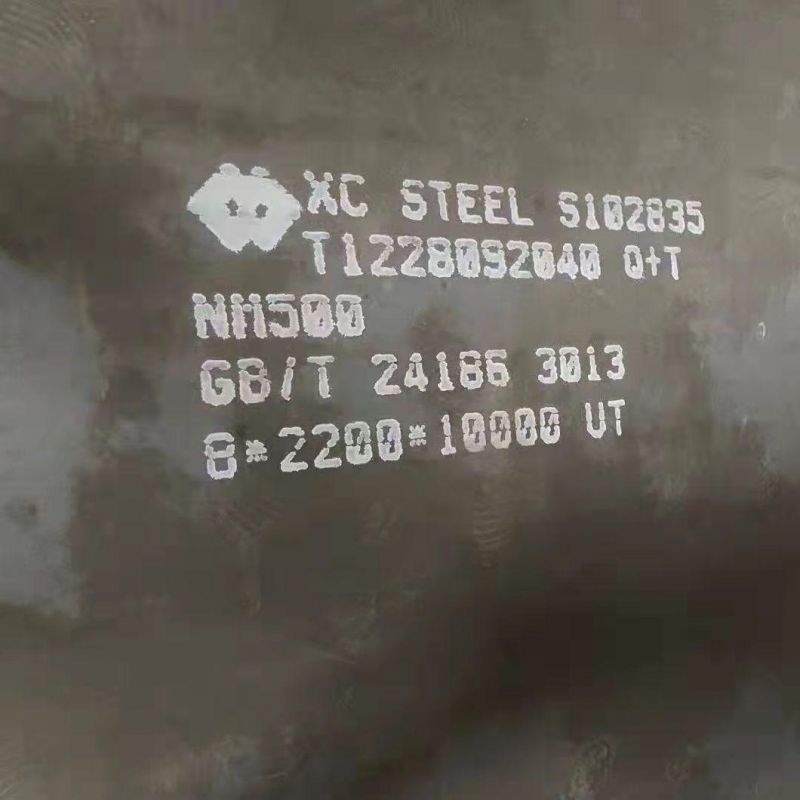 XC STEEL S102835
T1228092040 Q+T
NM500
GB/T 24186 3013
8*2200*10000 UT